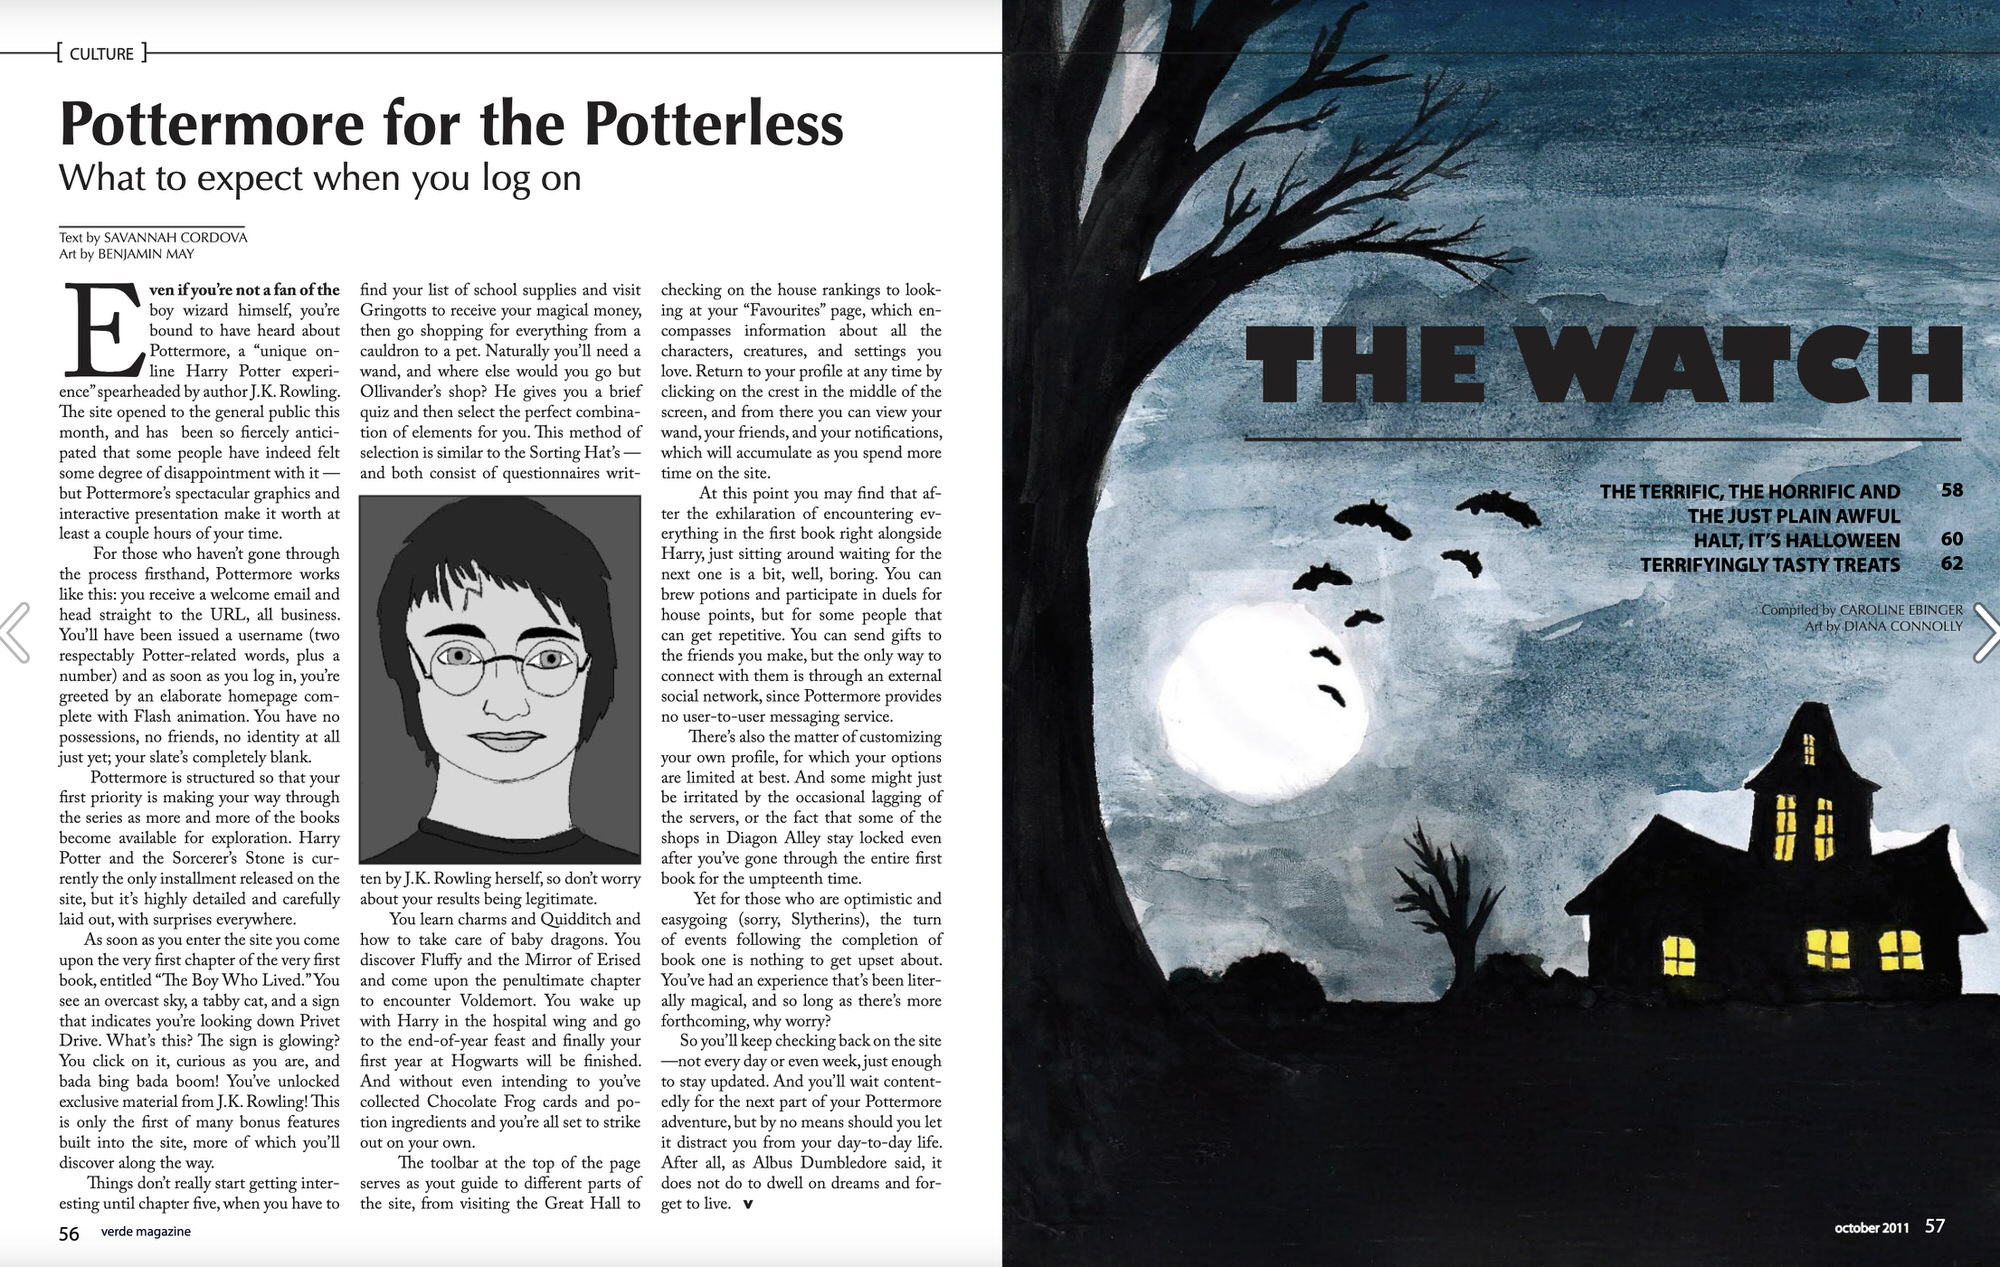 [ CULTURE ]
Pottermore for the Potterless
What to expect when you log on
Text by SAVANNAH CORDOVA
Art by BENJAMIN MAY
Even if you’re not a fan of the
boy wizard himself, you’re
bound to have heard about
Pottermore, a “unique on-
line Harry Potter experi-
ence” spearheaded by author J.K. Rowling.
The site opened to the general public this
month, and has been so fiercely antici-
pated that some people have indeed felt
some degree of disappointment with it —
but Pottermore’s spectacular graphics and
interactive presentation make it worth at
least a couple hours of your time.
For those who haven’t gone through
the process firsthand, Pottermore works
like this: you receive a welcome email and
head straight to the URL, all business.
You’ll have been issued a username (two
respectably Potter-related words, plus a
number) and as soon as you log in, you’re
greeted by an elaborate homepage com-
plete with Flash animation. You have no
possessions, no friends, no identity at all
just yet; your slate’s completely blank.
Pottermore is structured so that your
first priority is making your way through
the series as more and more of the books
become available for exploration. Harry
Potter and the Sorcerer’s Stone is cur-
rently the only installment released on the
site, but it’s highly detailed and carefully
laid out, with surprises everywhere.
As soon as you enter the site you come
upon the very first chapter of the very first
book, entitled “The Boy Who Lived.” You
see an overcast sky, a tabby cat, and a sign
that indicates you’re looking down Privet
Drive. What’s this? The sign is glowing?
You click on it, curious as you are, and
bada bing bada boom! You’ve unlocked
exclusive material from J.K. Rowling! This
is only the first of many bonus features
built into the site, more of which you’ll
discover along the way.
Things don’t really start getting inter-
esting until chapter five, when you have to
find your list of school supplies and visit
Gringotts to receive your magical money,
then go shopping for everything from a
cauldron to a pet. Naturally you’ll need a
wand, and where else would you go but
Ollivander’s shop? He gives you a brief
quiz and then select the perfect combina-
tion of elements for you. This method of
selection is similar to the Sorting Hat’s —
and both consist of questionnaires writ-
ten by J.K. Rowling herself, so don’t worry
about your results being legitimate.
You learn charms and Quidditch and
how to take care of baby dragons. You
discover Fluffy and the Mirror of Erised
and come upon the penultimate chapter
to encounter Voldemort. You wake up
with Harry in the hospital wing and go
to the end-of-year feast and finally your
first year at Hogwarts will be finished.
And without even intending to you’ve
collected Chocolate Frog cards and po-
tion ingredients and you’re all set to strike
out on your own.
The toolbar at the top of the page
serves as yout guide to different parts of
the site, from visiting the Great Hall to
checking on the house rankings to look-
ing at your “Favourites” page, which en-
compasses information about all the
characters, creatures, and settings you
love. Return to your profile at any time by
clicking on the crest in the middle of the
screen, and from there you can view your
wand, your friends, and your notifications,
which will accumulate as you spend more
time on the site.
At this point you may find that af-
ter the exhilaration of encountering ev-
erything in the first book right alongside
Harry, just sitting around waiting for the
next one is a bit, well, boring. You can
brew potions and participate in duels for
house points, but for some people that
can get repetitive. You can send gifts to
the friends you make, but the only way to
connect with them is through an external
social network, since Pottermore provides
no user-to-user messaging service.
There’s also the matter of customizing
your own profile, for which your options
are limited at best. And some might just
be irritated by the occasional lagging of
the servers, or the fact that some of the
shops in Diagon Alley stay locked even
after you’ve gone through the entire first
book for the umpteenth time.
Yet for those who are optimistic and
easygoing (sorry, Slytherins), the turn
of events following the completion of
book one is nothing to get upset about.
You’ve had an experience that’s been liter-
ally magical, and so long as there’s more
forthcoming, why worry?
So you’ll keep checking back on the site
—not every day or even week, just enough
to stay updated. And you’ll wait content-
edly for the next part of your Pottermore
adventure, but by no means should you let
it distract you from your day-to-day life.
After all, as Albus Dumbledore said, it
does not do to dwell on dreams and for-
get to live. v
56 verde magazine
THE WATCH
THE TERRIFIC, THE HORRIFIC AND 58
THE JUST PLAIN AWFUL
HALT, IT’S HALLOWEEN 60
TERRIFYINGLY TASTY TREATS 62
Compiled by CAROLINE EBINGER
Art by DIANA CONNOLLY
october 2011 57